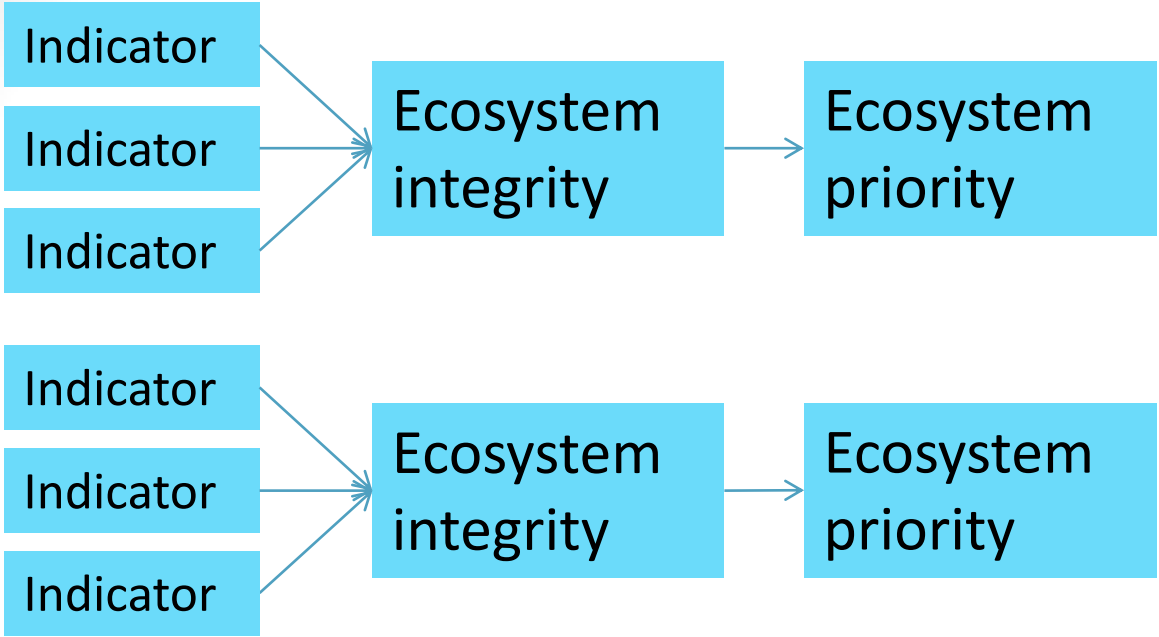 Indicator
Indicator
Indicator
Ecosystem
integrity
Ecosystem
priority
Indicator
Indicator
Indicator
Ecosystem
integrity
Ecosystem
priority